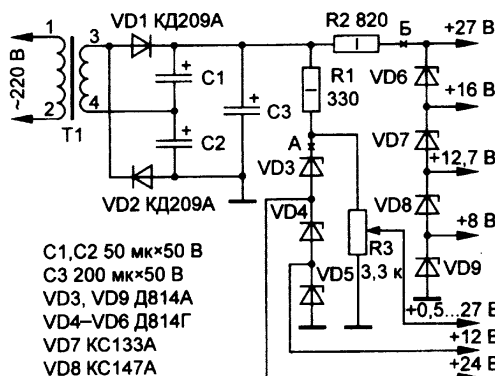 VD1 КД209А
R2 820
Б
+27 В
1
3
VD6
C1
R1
330
+16 В
~220 В
C3
4
А
VD7
2
T1
C2
VD3
+12,7 В
VD2 КД209А
VD4
VD8
+8 В
R3
3,3 к
VD5
VD9
C1,C2 50 мк×50 В
C3 200 мк×50 В
VD3, VD9 Д814А
VD4–VD6 Д814Г
VD7 КС133А
VD8 КС147А
+0,5...27 В
+12 В
+24 В